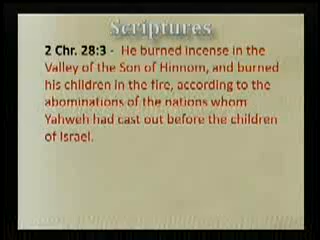 Scriptures
2 Chr. 28:3 - He burned incense in the
Valley of the Son of Hinnom, and burned
his children in the fire, according to the
abominations of the nations whom
Yahweh had cast out before the children
of Israel.